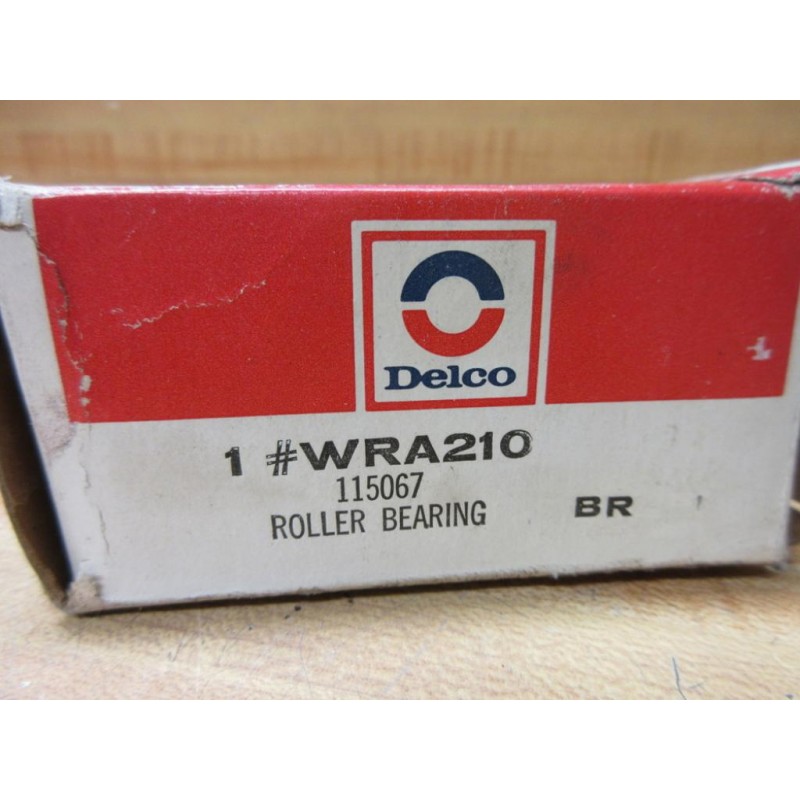 Delco
1 #WRA210
115067
ROLLER BEARING
BR